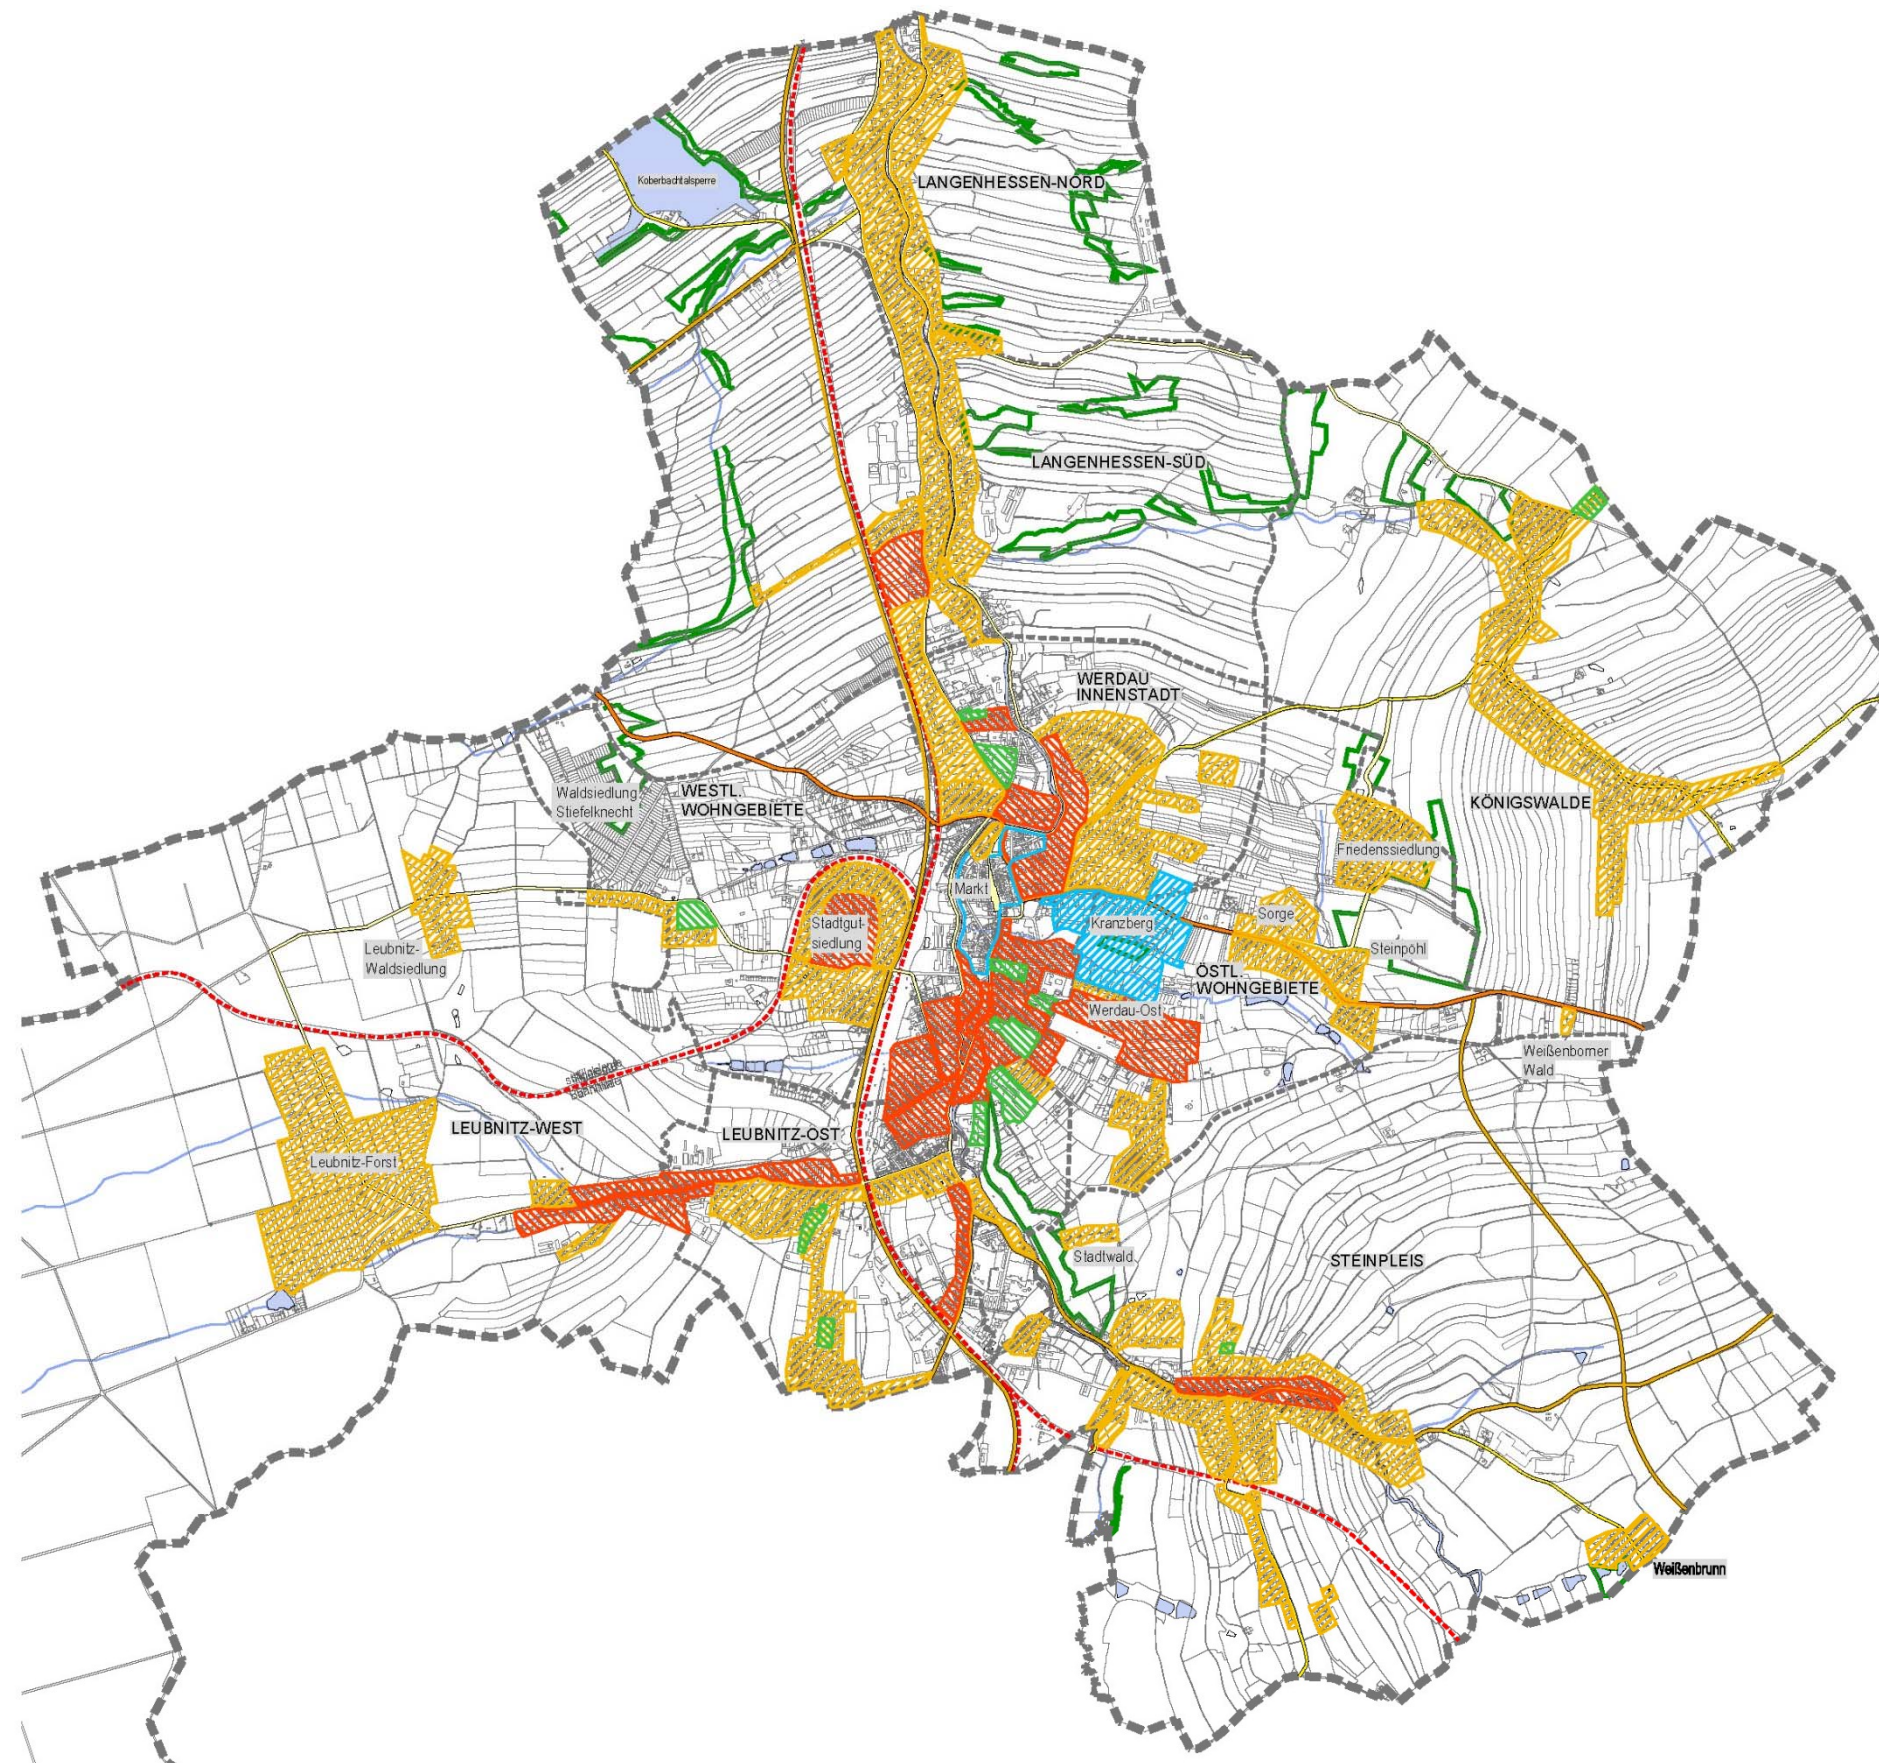 Koberbachtalsperre
LANGENHESSEN-NORD
LANGENHESSEN-SÜD
WERDAU
INNENSTADT
Waldsiedlung
Stiefelknecht
WESTL.
WOHNGEBIETE
KÖNIGSWALDE
Friedenssiedlung
Markt
Kranzberg
Sorge
Stadtgut-
siedlung
Leubnitz-
Waldsiedlung
Steinpöhl
ÖSTL.
WOHNGEBIETE
Werdau-Ost
Weißenborner
Wald
LEUBNITZ-WEST
LEUBNITZ-OST
Leubnitz-Forst
Stadtwald
STEINPLEIS
Weißenbrunn